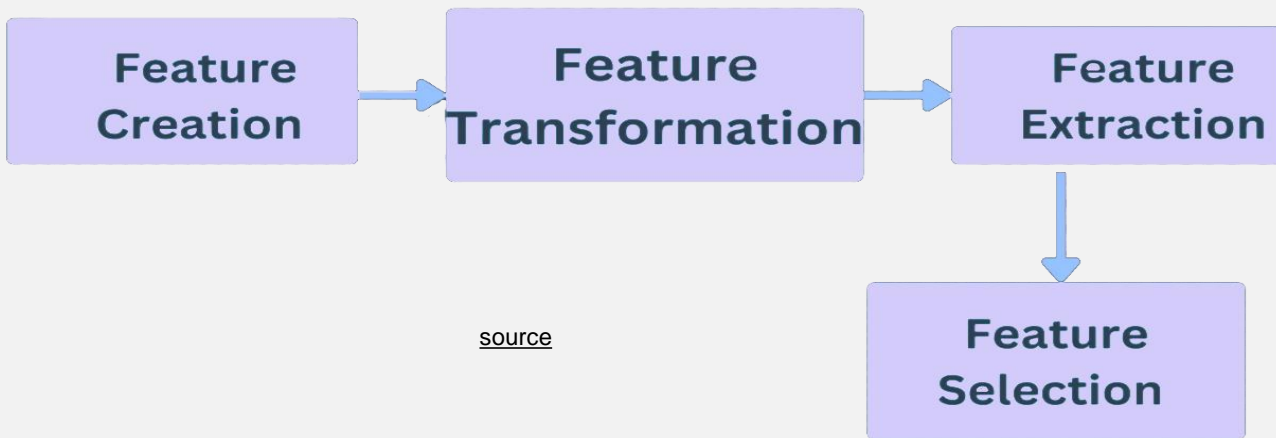 Feature
Creation
Feature
Transformation
Feature
Extraction
Feature
Selection
source